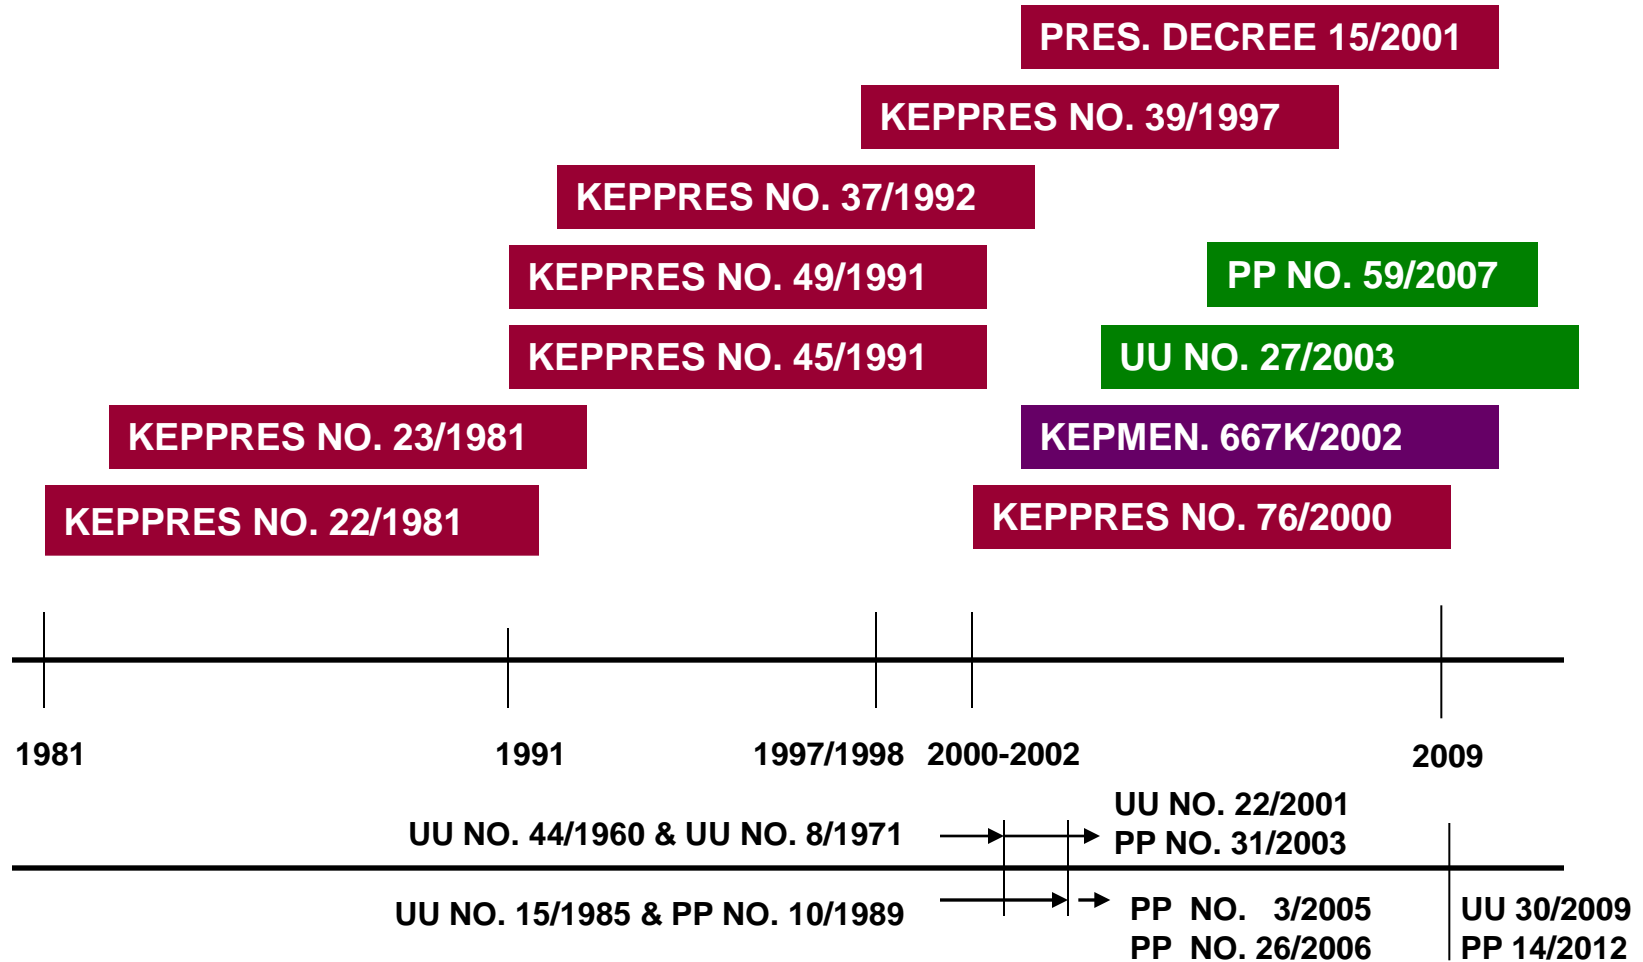 PRES. DECREE 15/2001
KEPPRES NO. 39/1997
KEPPRES NO. 37/1992
KEPPRES NO. 49/1991
PP NO. 59/2007
KEPPRES NO. 45/1991
UU NO. 27/2003
KEPPRES NO. 23/1981
KEPMEN. 667K/2002
KEPPRES NO. 22/1981
KEPPRES NO. 76/2000
1981
1991
1997/1998
2000-2002
2009
UU NO. 44/1960 & UU NO. 8/1971
UU NO. 22/2001
PP NO. 31/2003
UU NO. 15/1985 & PP NO. 10/1989
PP NO. 3/2005
PP NO. 26/2006
UU 30/2009
PP 14/2012